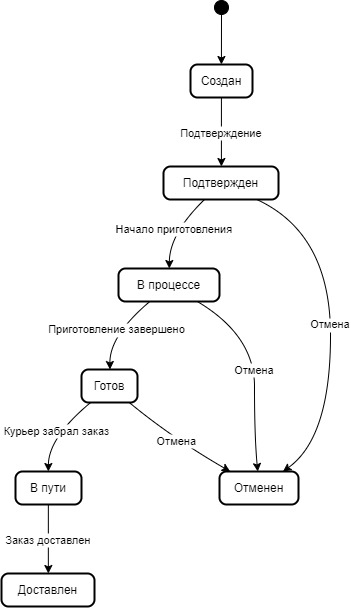 Создан
Подтверждение
Подтвержден
Начало приготовления
В процессе
Отмена
Приготовление завершено
Отмена
Готов
Курьер забрал заказ
Отмена
В пути
Отменен
Заказ доставлен
Доставлен